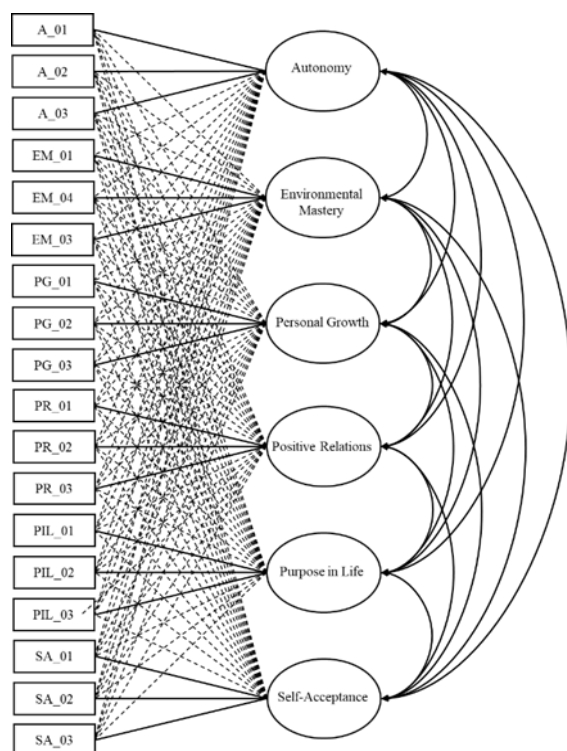 A_01
A_02
A_03
EM_01
EM_04
EM_03
PG_01
PG_02
PG_03
PR_01
PR_02
PR_03
PIL_01
PIL_02
PIL_03
SA_01
SA_02
SA_03
Autonomy
Environmental
Mastery
Personal Growth
Positive Relations
Purpose in Life
Self-Acceptance